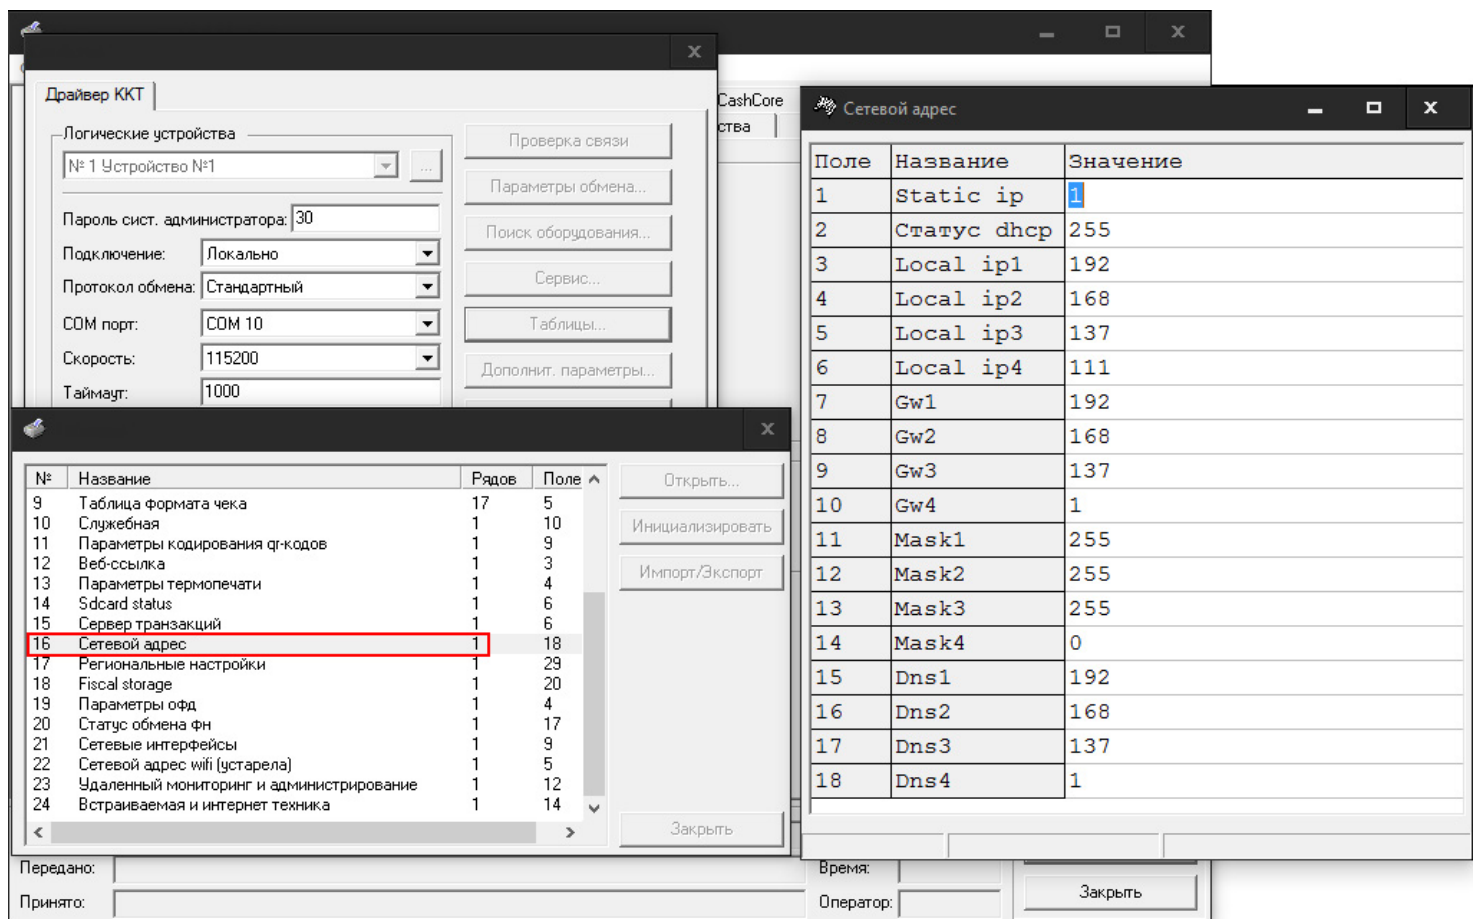 CashCore
ства
Драйвер ККТ
Логические устройства
№ 1 Устройство №1
...
Пароль сист. администратора: 30
Подключение: Локально
Протокол обмена: Стандартный
COM порт: COM 10
Скорость: 115200
Таймаут: 1000
Проверка связи
Параметры обмена...
Поиск оборудования...
Сервис...
Таблицы...
Дополнит. параметры...
№ Название Рядов Поле
9 Таблица формата чека 17 5
10 Служебная 1 10
11 Параметры кодирования qr-кодов 1 9
12 Веб-ссылка 1 3
13 Параметры термопечати 1 4
14 Sdcard status 1 6
15 Сервер транзакций 1 6
16 Сетевой адрес 1 18
17 Региональные настройки 1 29
18 Fiscal storage 1 20
19 Параметры офд 1 4
20 Статус обмена фн 1 17
21 Сетевые интерфейсы 1 9
22 Сетевой адрес wifi (устарела) 1 5
23 Удаленный мониторинг и администрирование 1 12
24 Встраиваемая и интернет техника 1 14
Открыть...
Инициализировать
Импорт/Экспорт
Закрыть
Сетевой адрес
Поле Название Значение
1 Static ip 1
2 Статус dhcp 255
3 Local ip1 192
4 Local ip2 168
5 Local ip3 137
6 Local ip4 111
7 Gw1 192
8 Gw2 168
9 Gw3 137
10 Gw4 1
11 Mask1 255
12 Mask2 255
13 Mask3 255
14 Mask4 0
15 Dns1 192
16 Dns2 168
17 Dns3 137
18 Dns4 1
Передано:
Время:
Принято:
Оператор:
Закрыть